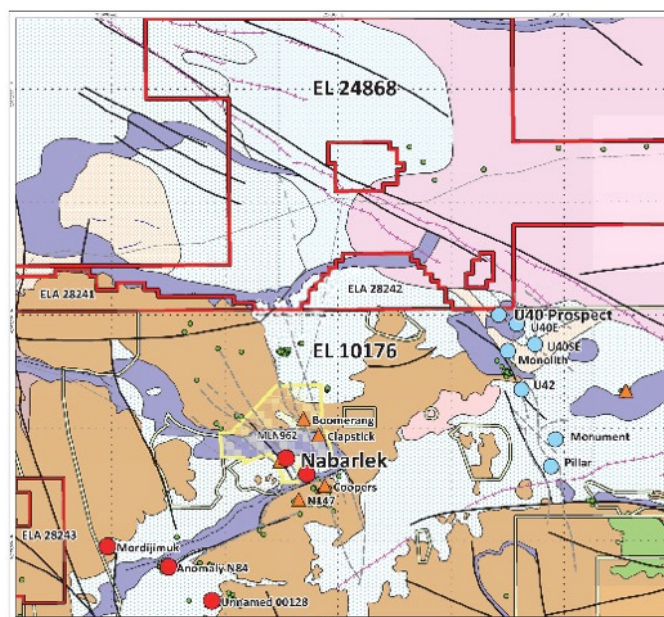 EL 24868
ELA 28241
ELA 28242
U40 Prospect
U40E
U40SE
EL 10176
Monolith
U42
Boomerang
MLN962
Clapstick
Monument
Nabarlek
Pillar
Coopers
N147
ELA 28243
Mordijimuk
Anomaly N84
Unnamed 00128